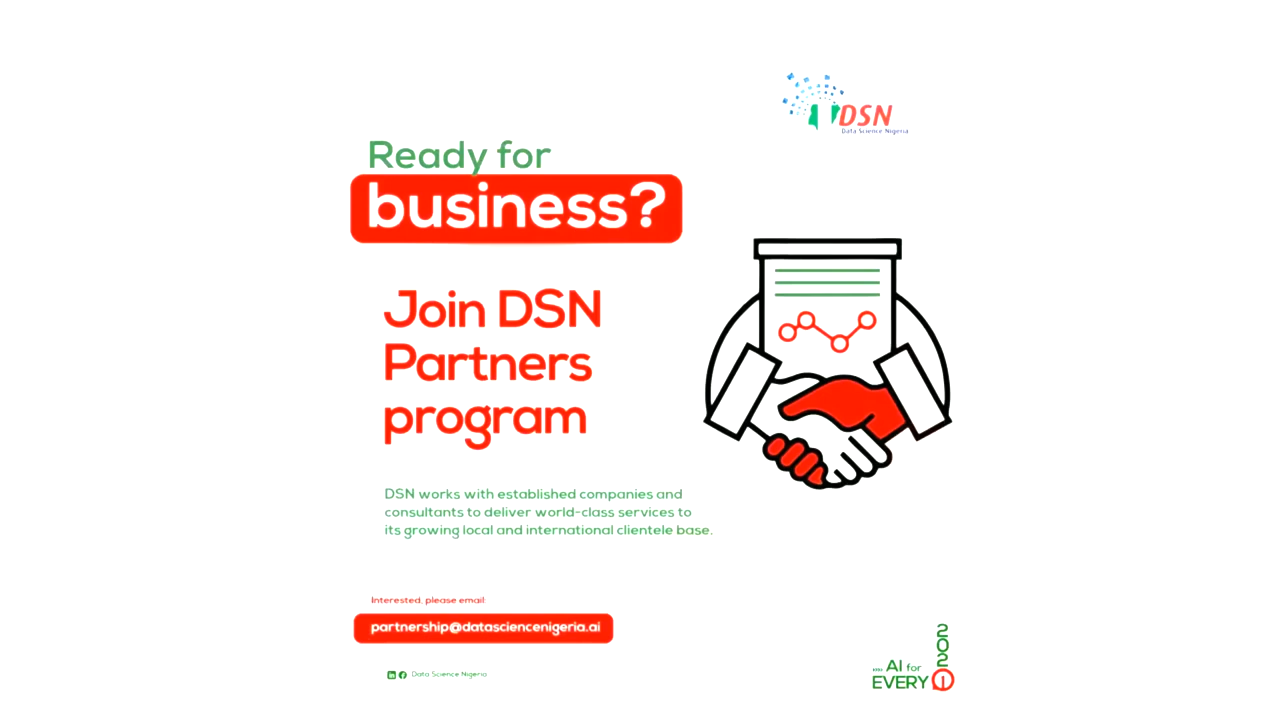 DSN
Data Science Nigeria
Ready for
business?
Join DSN
Partners
program
DSN works with established companies and
consultants to deliver world-class services to
its growing local and international clientele base.
Interested, please email:
partnership@datasciencenigeria.ai
Data Science Nigeria
2021
AI for
EVERY